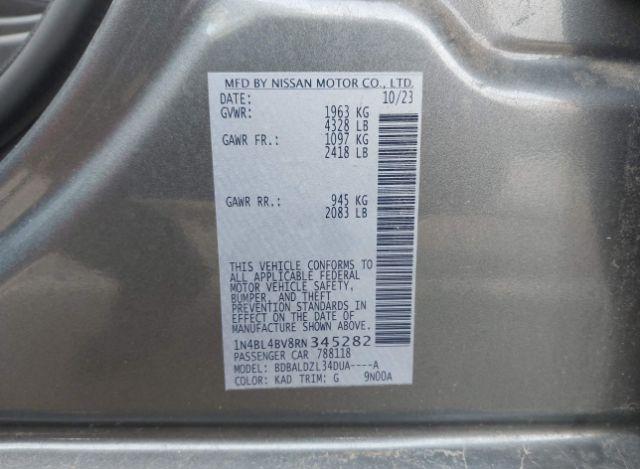 MFD BY NISSAN MOTOR CO., LTD.
DATE: 10/23
GVWR: 1963 KG
4328 LB
GAWR FR.: 1097 KG
2418 LB
GAWR RR.: 945 KG
2083 LB
THIS VEHICLE CONFORMS TO
ALL APPLICABLE FEDERAL
MOTOR VEHICLE SAFETY,
BUMPER, AND THEFT
PREVENTION STANDARDS IN
EFFECT ON THE DATE OF
MANUFACTURE SHOWN ABOVE.
1N4BL4BV8RN345282
PASSENGER CAR 788118
MODEL: BDBALDZL34DUA----A
COLOR: KAD TRIM: G 9N00A